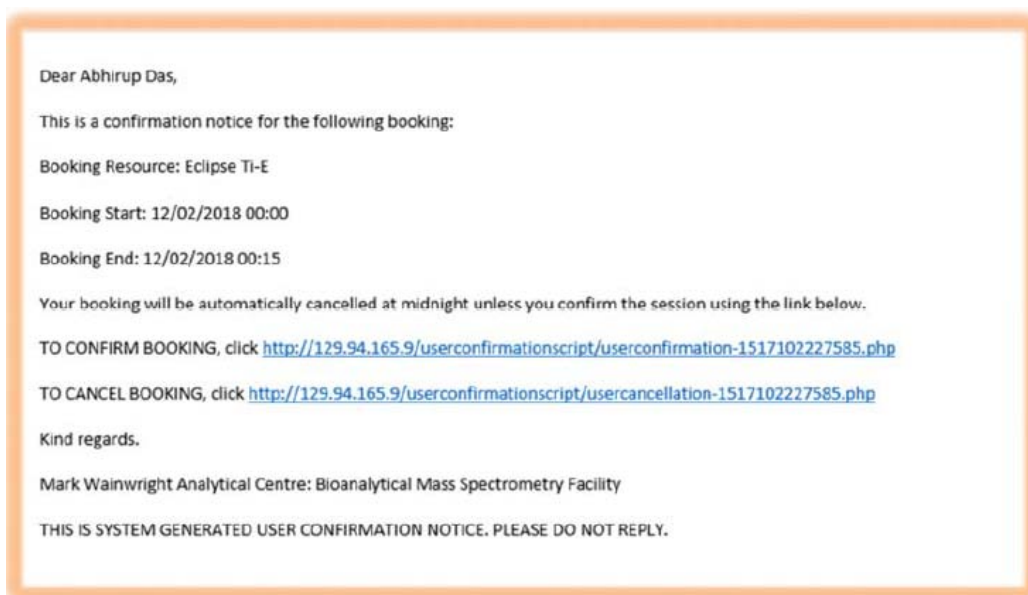 Dear Abhirup Das,
This is a confirmation notice for the following booking:
Booking Resource: Eclipse Ti-E
Booking Start: 12/02/2018 00:00
Booking End: 12/02/2018 00:15
Your booking will be automatically cancelled at midnight unless you confirm the session using the link below.
TO CONFIRM BOOKING, click http://129.94.165.9/userconfirmationscript/userconfirmation-1517102227585.php
TO CANCEL BOOKING, click http://129.94.165.9/userconfirmationscript/usercancellation-1517102227585.php
Kind regards.
Mark Wainwright Analytical Centre: Bioanalytical Mass Spectrometry Facility
THIS IS SYSTEM GENERATED USER CONFIRMATION NOTICE. PLEASE DO NOT REPLY.